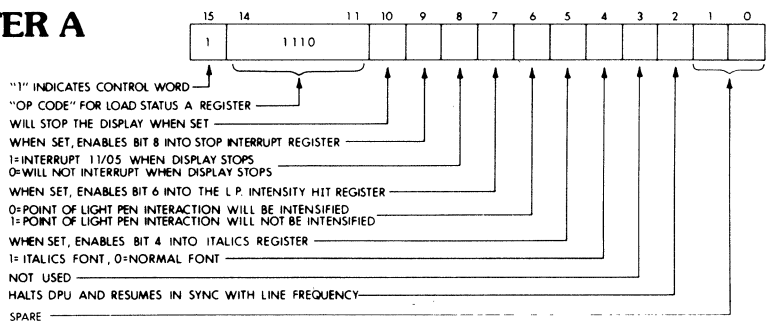 TER A
15 14 11 10 9 8 7 6 5 4 3 2 1 0
1 1110
"1" INDICATES CONTROL WORD
"OP CODE" FOR LOAD STATUS A REGISTER
WILL STOP THE DISPLAY WHEN SET
WHEN SET, ENABLES BIT 8 INTO STOP INTERRUPT REGISTER
1=INTERRUPT 11/05 WHEN DISPLAY STOPS
0=WILL NOT INTERRUPT WHEN DISPLAY STOPS
WHEN SET, ENABLES BIT 6 INTO THE L P. INTENSITY HIT REGISTER
0=POINT OF LIGHT PEN INTERACTION WILL BE INTENSIFIED
1=POINT OF LIGHT PEN INTERACTION WILL NOT BE INTENSIFIED
WHEN SET, ENABLES BIT 4 INTO ITALICS REGISTER
1= ITALICS FONT, 0=NORMAL FONT
NOT USED
HALTS DPU AND RESUMES IN SYNC WITH LINE FREQUENCY
SPARE